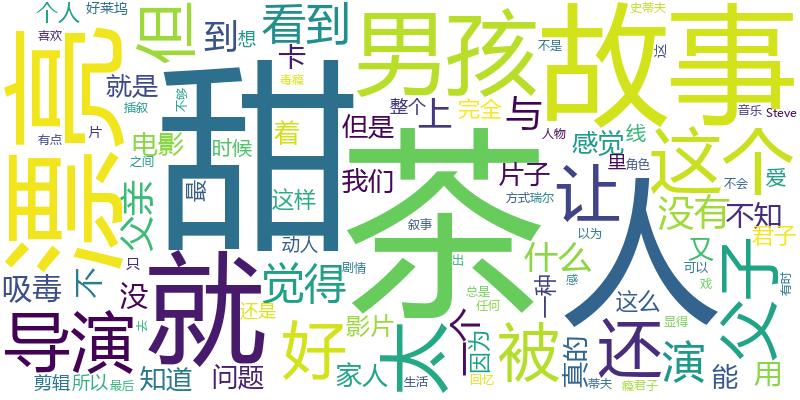 个人
好莱坞
但
到
想
看到
男孩
故事
史蒂夫
喜欢
漂亮
就是
卡
毒瘾
甜
不是
这
插叙
不够
着
但是
整个
上
完全
与
音乐
Steve
有点
片
电影
时候
茶
人物
感觉
线
这个
之间
父亲
最
这样
我们
片子
里
角色
爱
人
让
没有
不会
不知
方式
瑞尔
吸毒
不
只
动人
叙事
以为
什么
又
君子
没
就
觉得
剧情
出
一种
感
这么
可以
父子
戏
有时
导演
去
还是
影片
太
总是
任何
一个
因为
被
真的
还
显得
演
好
剪辑
所以
最后
知道
问题
家人
生活
回忆
蒂夫
瘾君子
能
用